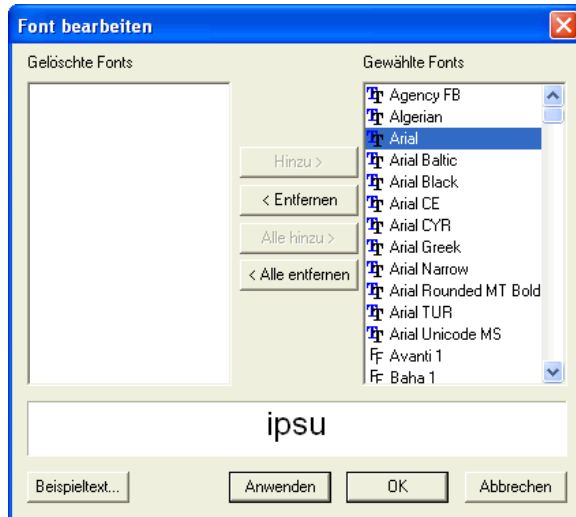 Font bearbeiten
Gelöschte Fonts
Gewählte Fonts
Hinzu >
< Entfernen
Alle hinzu >
< Alle entfernen
Agency FB
Algerian
Arial
Arial Baltic
Arial Black
Arial CE
Arial CYR
Arial Greek
Arial Narrow
Arial Rounded MT Bold
Arial TUR
Arial Unicode MS
Avanti 1
Baha 1
ipsu
Beispieltext...
Anwenden
OK
Abbrechen